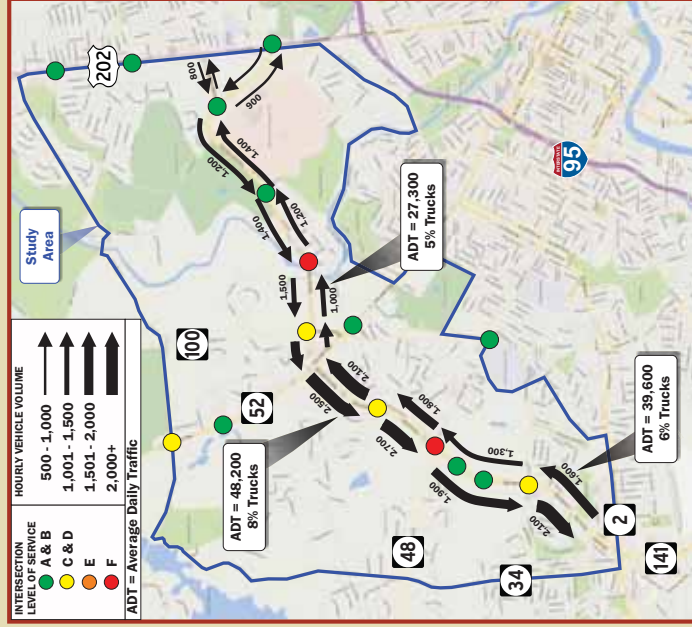 INTERSECTION
LEVEL OF SERVICE
A & B
C & D
E
F
HOURLY VEHICLE VOLUME
500 - 1,000
1,001 - 1,500
1,501 - 2,000
2,000+
ADT = Average Daily Traffic
Study
Area
202
800
900
1,200
1,400
1,400
1,200
100
1,500
1,000
ADT = 27,300
5% Trucks
INTERSTATE
95
52
2,500
2,100
ADT = 48,200
8% Trucks
2,700
1,800
1,900
1,300
48
ADT = 39,600
6% Trucks
2,100
1,600
34
2
141